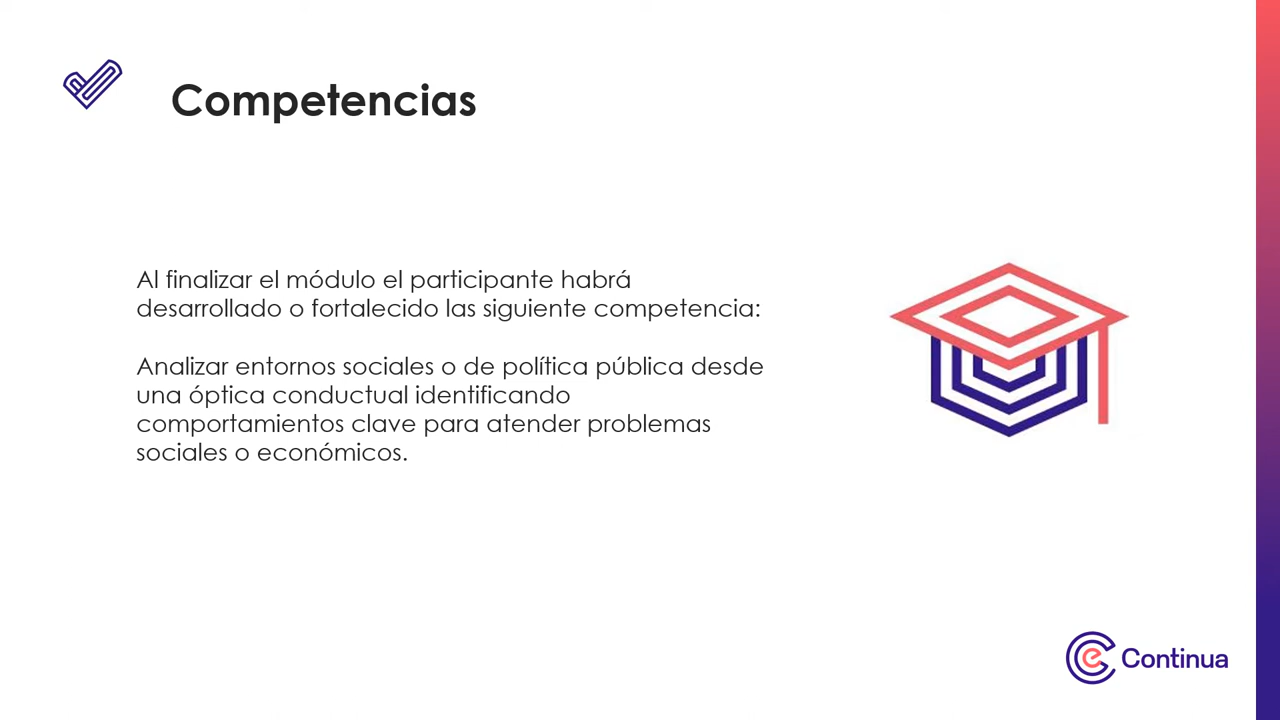 Competencias
Al finalizar el módulo el participante habrá
desarrollado o fortalecido las siguiente competencia:
Analizar entornos sociales o de política pública desde
una óptica conductual identificando
comportamientos clave para atender problemas
sociales o económicos.
Continua